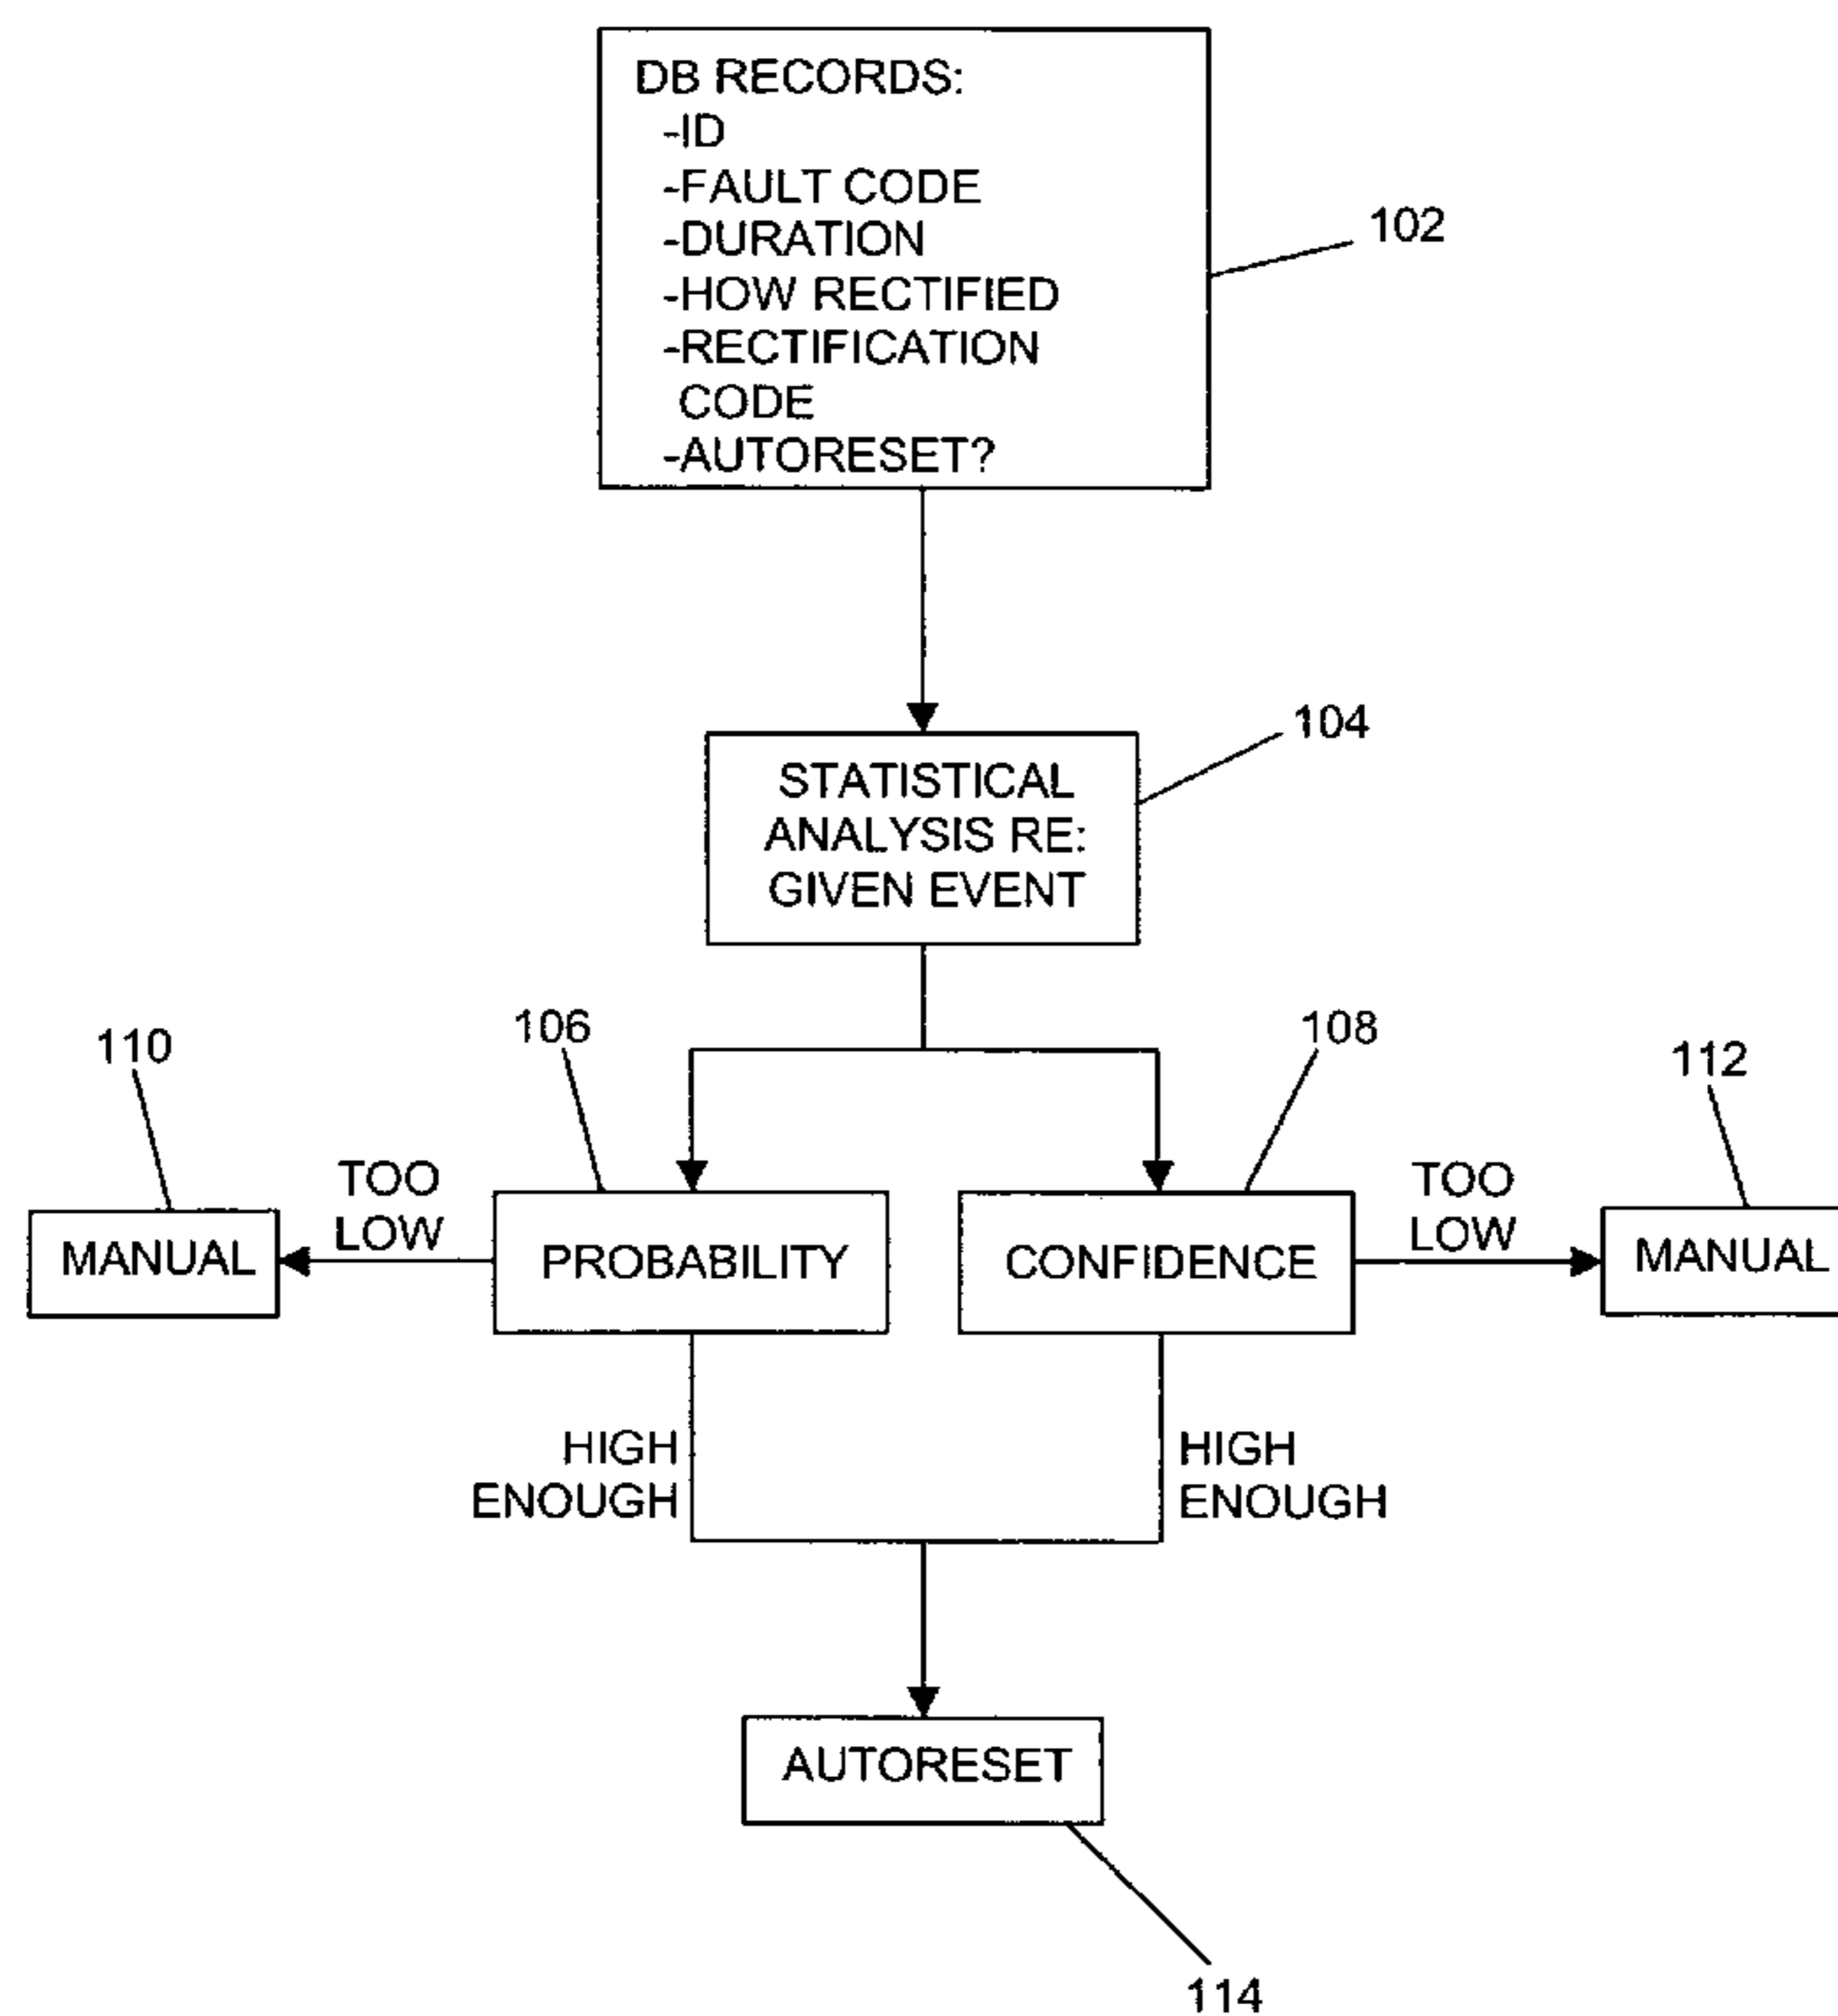 DB RECORDS:
-ID
-FAULT CODE
-DURATION
-HOW RECTIFIED
-RECTIFICATION
CODE
-AUTORESET?
102
104
STATISTICAL
ANALYSIS RE:
GIVEN EVENT
106
108
110
112
TOO
LOW
TOO
LOW
MANUAL
PROBABILITY
CONFIDENCE
MANUAL
HIGH
ENOUGH
HIGH
ENOUGH
AUTORESET
114